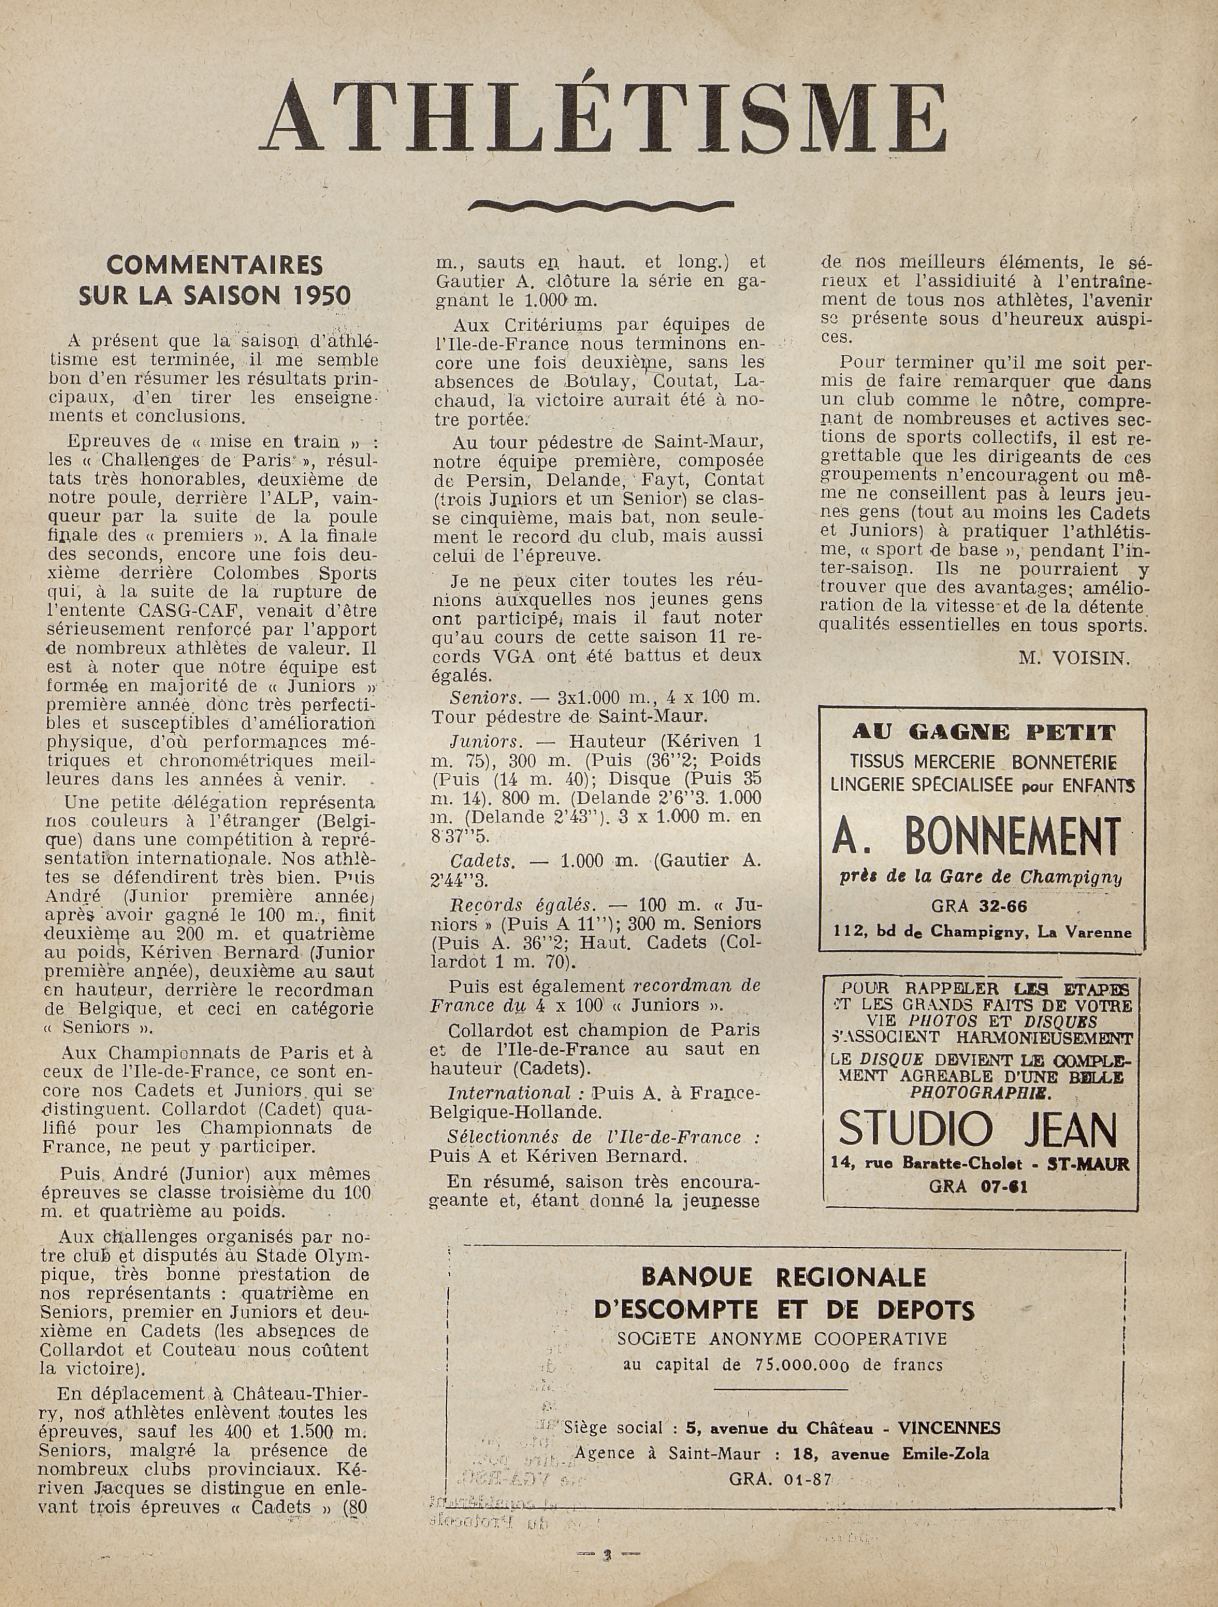 ATHLÉTISME
COMMENTAIRES
SUR LA SAISON 1950
A présent que la saison d'athlé-
tisme est terminée, il me semble
bon d'en résumer les résultats prin-
cipaux, d'en tirer les enseigne-
ments et conclusions.
Epreuves de « mise en train » :
les « Challenges de Paris », résul-
tats très honorables, deuxième de
notre poule, derrière l'ALP, vain-
queur par la suite de la poule
finale des « premiers ». A la finale
des seconds, encore une fois deu-
xième derrière Colombes Sports
qui, à la suite de la rupture de
l'entente CASG-CAF, venait d'être
sérieusement renforcé par l'apport
de nombreux athlètes de valeur. Il
est à noter que notre équipe est
formée en majorité de « Juniors »
première année, donc très perfecti-
bles et susceptibles d'amélioration
physique, d'où performances mé-
triques et chronométriques meil-
leures dans les années à venir.
Une petite délégation représenta
nos couleurs à l'étranger (Belgi-
que) dans une compétition à repré-
sentation internationale. Nos athlè-
tes se défendirent très bien. Puis
André (Junior première année)
après avoir gagné le 100 m., finit
deuxième au 200 m. et quatrième
au poids, Kériven Bernard (Junior
première année), deuxième au saut
en hauteur, derrière le recordman
de Belgique, et ceci en catégorie
« Seniors ».
Aux Championnats de Paris et à
ceux de l'Ile-de-France, ce sont en-
core nos Cadets et Juniors qui se
distinguent. Collardot (Cadet) qua-
lifié pour les Championnats de
France, ne peut y participer.
Puis André (Junior) aux mêmes
épreuves se classe troisième du 100
m. et quatrième au poids.
Aux challenges organisés par no-
tre club et disputés au Stade Olym-
pique, très bonne prestation de
nos représentants : quatrième en
Seniors, premier en Juniors et deu-
xième en Cadets (les absences de
Collardot et Couteau nous coûtent
la victoire).
En déplacement à Château-Thier-
ry, nos athlètes enlèvent toutes les
épreuves, sauf les 400 et 1.500 m.
Seniors, malgré la présence de
nombreux clubs provinciaux. Ké-
riven Jacques se distingue en enle-
vant trois épreuves « Cadets » (80
m., sauts en haut. et long.) et
Gautier A. clôture la série en ga-
gnant le 1.000 m.
Aux Critériums par équipes de
l'Ile-de-France nous terminons en-
core une fois deuxième, sans les
absences de Boulay, Coutat, La-
chaud, la victoire aurait été à no-
tre portée.
Au tour pédestre de Saint-Maur,
notre équipe première, composée
de Persin, Delande, Fayt, Contat
(trois Juniors et un Senior) se clas-
se cinquième, mais bat, non seule-
ment le record du club, mais aussi
celui de l'épreuve.
Je ne peux citer toutes les réu-
nions auxquelles nos jeunes gens
ont participé, mais il faut noter
qu'au cours de cette saison 11 re-
cords VGA ont été battus et deux
égalés.
Seniors. — 3x1.000 m., 4 x 100 m.
Tour pédestre de Saint-Maur.
Juniors. — Hauteur (Kériven 1
m. 75), 300 m. (Puis (36''2; Poids
(Puis (14 m. 40); Disque (Puis 35
m. 14). 800 m. (Delande 2'6''3. 1.000
m. (Delande 2'43''). 3 x 1.000 m. en
8'37''5.
Cadets. — 1.000 m. (Gautier A.
2'44''3.
Records égalés. — 100 m. « Ju-
niors » (Puis A 11''); 300 m. Seniors
(Puis A. 36''2; Haut. Cadets (Col-
lardot 1 m. 70).
Puis est également recordman de
France du 4 x 100 « Juniors ».
Collardot est champion de Paris
et de l'Ile-de-France au saut en
hauteur (Cadets).
International : Puis A. à France-
Belgique-Hollande.
Sélectionnés de l'Ile-de-France :
Puis A et Kériven Bernard.
En résumé, saison très encoura-
geante et, étant donné la jeunesse
de nos meilleurs éléments, le sé-
rieux et l'assidiuité à l'entraîne-
ment de tous nos athlètes, l'avenir
se présente sous d'heureux auspi-
ces.
Pour terminer qu'il me soit per-
mis de faire remarquer que dans
un club comme le nôtre, compre-
nant de nombreuses et actives sec-
tions de sports collectifs, il est re-
grettable que les dirigeants de ces
groupements n'encouragent ou mê-
me ne conseillent pas à leurs jeu-
nes gens (tout au moins les Cadets
et Juniors) à pratiquer l'athlétis-
me, « sport de base », pendant l'in-
ter-saison. Ils ne pourraient y
trouver que des avantages; amélio-
ration de la vitesse et de la détente
qualités essentielles en tous sports.
M. VOISIN.
AU GAGNE PETIT
TISSUS MERCERIE BONNETERIE
LINGERIE SPÉCIALISÉE pour ENFANTS
A. BONNEMENT
près de la Gare de Champigny
GRA 32-66
112, bd de Champigny, La Varenne
POUR RAPPELER LES ETAPES
ET LES GRANDS FAITS DE VOTRE
VIE PHOTOS ET DISQUES
S'ASSOCIENT HARMONIEUSEMENT
LE DISQUE DEVIENT LE COMPLE-
MENT AGREABLE D'UNE BELLE
PHOTOGRAPHIE.
STUDIO JEAN
14, rue Baratte-Cholet - ST-MAUR
GRA 07-61
BANQUE REGIONALE
D'ESCOMPTE ET DE DEPOTS
SOCIETE ANONYME COOPERATIVE
au capital de 75.000.000 de francs
Siège social : 5, avenue du Château - VINCENNES
Agence à Saint-Maur : 18, avenue Emile-Zola
GRA. 01-87
— 3 —